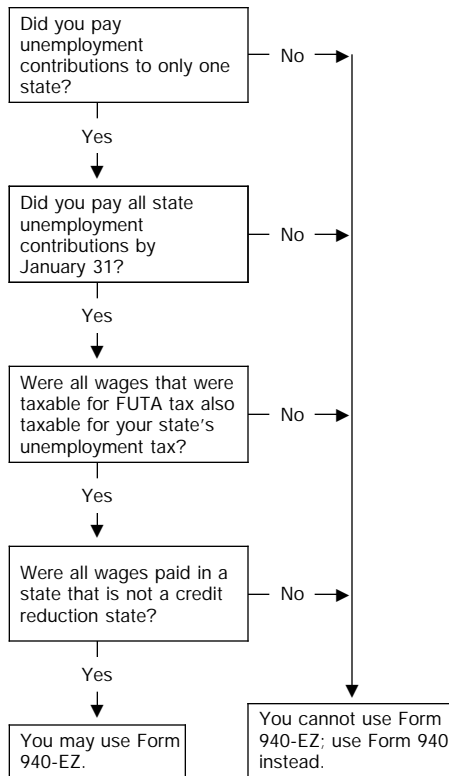 Did you pay
unemployment
contributions to only one
state?
No
Yes
Did you pay all state
unemployment
contributions by
January 31?
No
Yes
Were all wages that were
taxable for FUTA tax also
taxable for your state's
unemployment tax?
No
Yes
Were all wages paid in a
state that is not a credit
reduction state?
No
Yes
You may use Form
940-EZ.
You cannot use Form
940-EZ; use Form 940
instead.